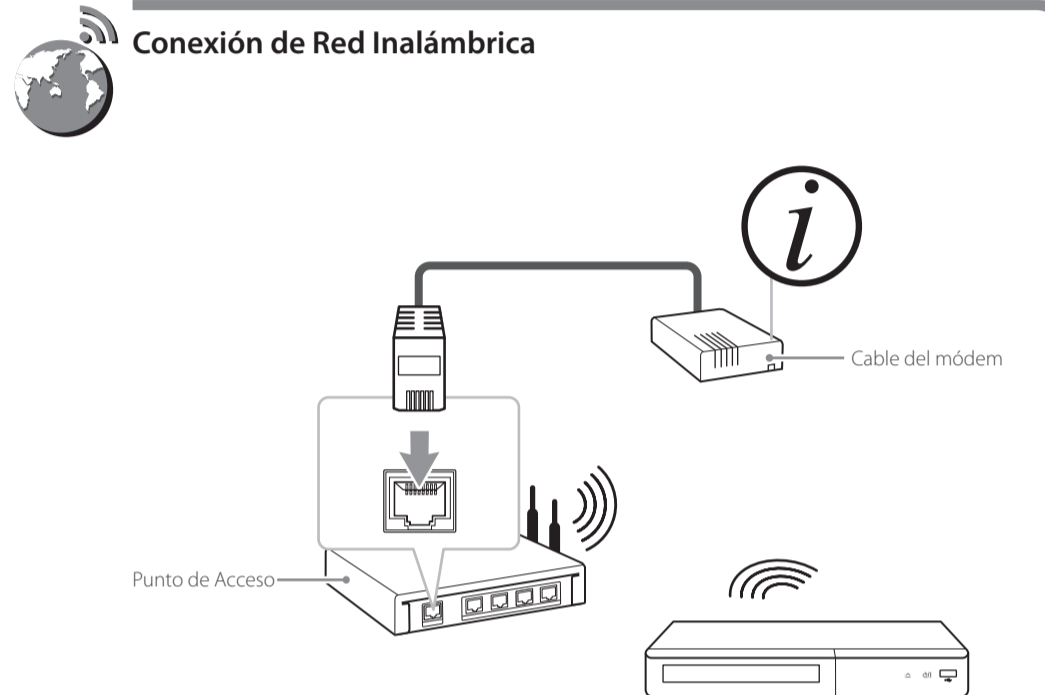 Conexión de Red Inalámbrica
i
Cable del módem
Punto de Acceso